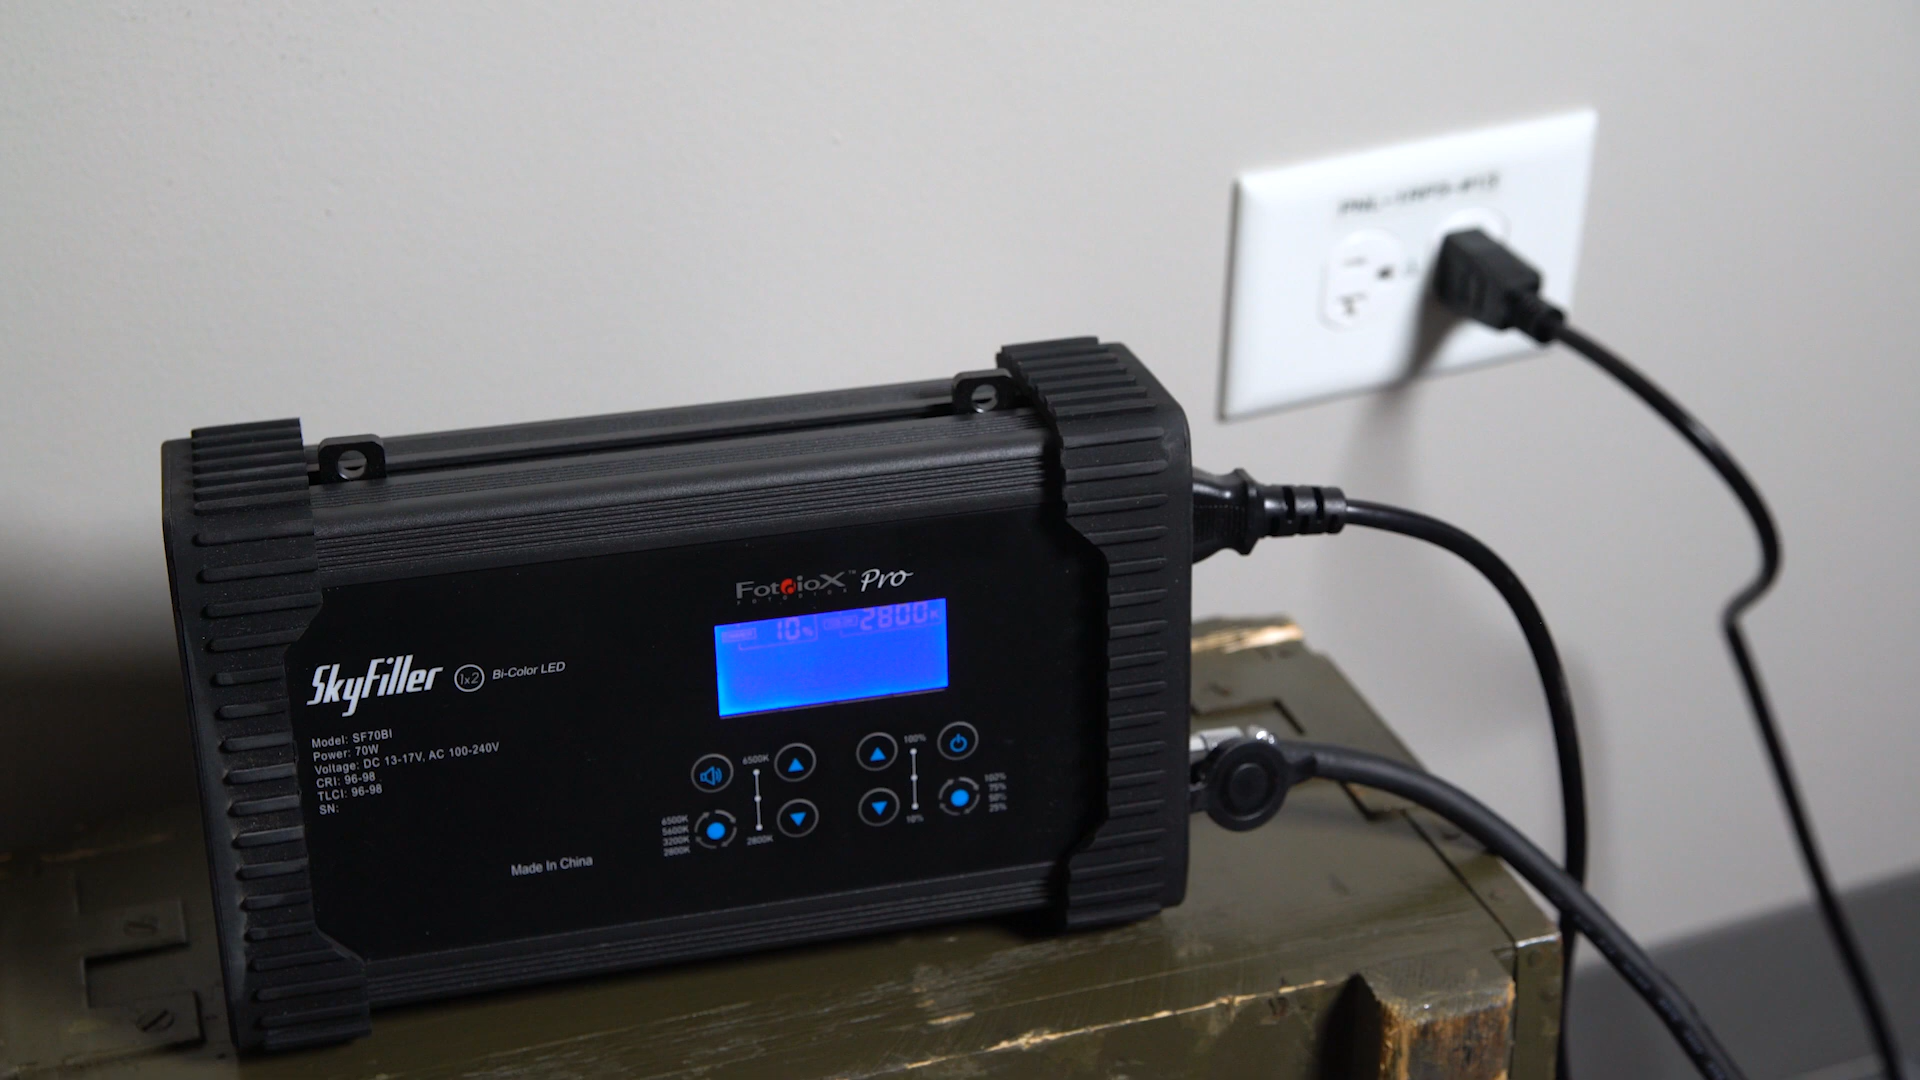 FotodioX™ Pro
FOTODIOX
10% 2800K
SkyFiller 1x2 Bi-Color LED
Model: SF70BI
Power: 70W
Voltage: DC 13-17V, AC 100-240V
CRI: 96-98
TLCI: 96-98
SN:
Made In China
6500K
2800K
6500K
5600K
3200K
2800K
100%
10%
100%
75%
50%
25%